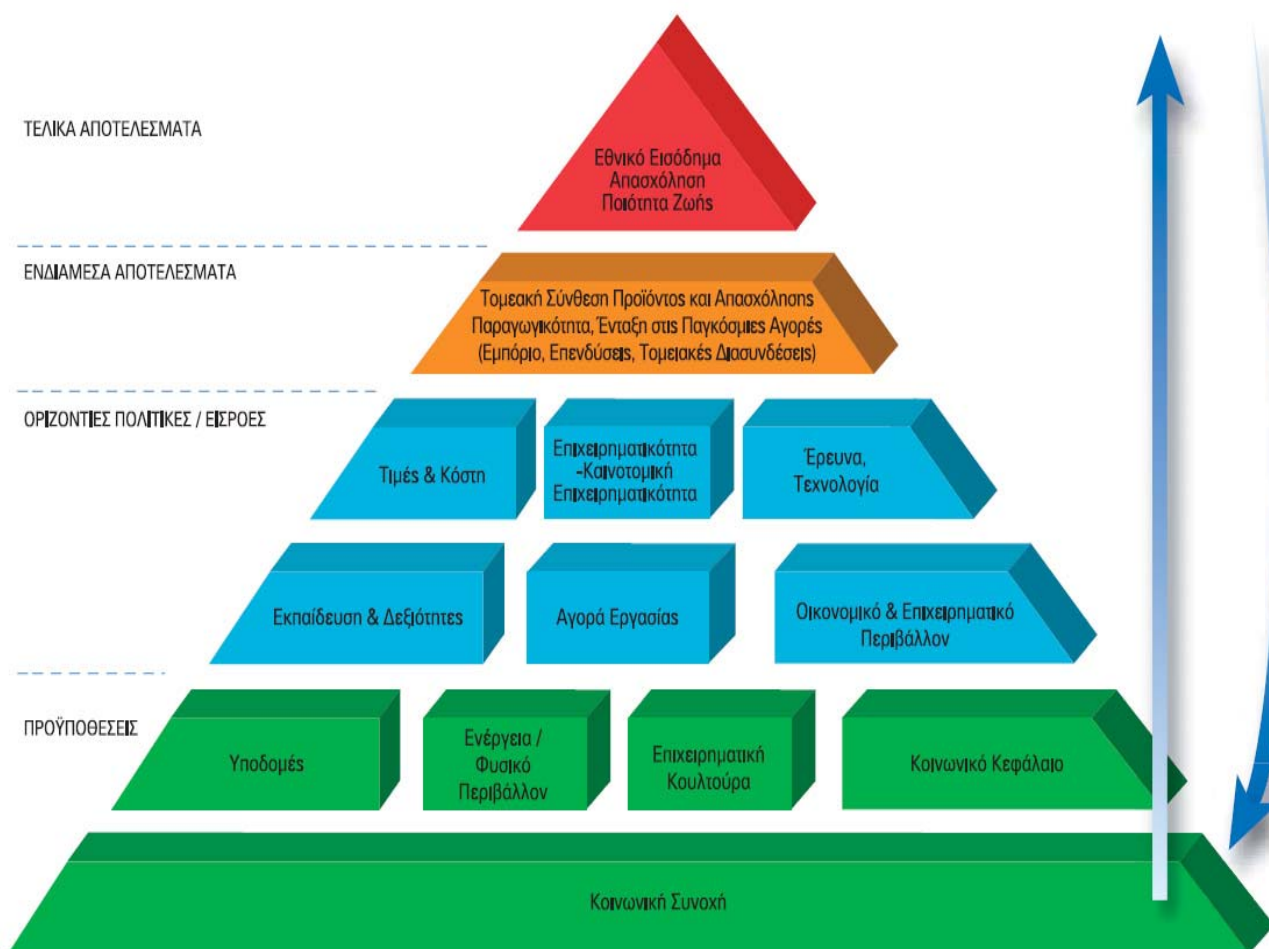 ΤΕΛΙΚΑ ΑΠΟΤΕΛΕΣΜΑΤΑ
Εθνικό Εισόδημα
Απασχόληση
Ποιότητα Ζωής
ΕΝΔΙΑΜΕΣΑ ΑΠΟΤΕΛΕΣΜΑΤΑ
Τομεακή Σύνθεση Προϊόντος και Απασχόλησης
Παραγωγικότητα, Ένταξη στις Παγκόσμιες Αγορές
(Εμπόριο, Επενδύσεις, Τομειακές Διασυνδέσεις)
ΟΡΙΖΟΝΤΙΕΣ ΠΟΛΙΤΙΚΕΣ / ΕΙΣΡΟΕΣ
Τιμές & Κόστη
Επιχειρηματικότητα
-Καινοτομική
Επιχειρηματικότητα
Έρευνα,
Τεχνολογία
Εκπαίδευση & Δεξιότητες
Αγορά Εργασίας
Οικονομικό & Επιχειρηματικό
Περιβάλλον
ΠΡΟΫΠΟΘΕΣΕΙΣ
Υποδομές
Ενέργεια /
Φυσικό
Περιβάλλον
Επιχειρηματική
Κουλτούρα
Κοινωνικό Κεφάλαιο
Κοινωνική Συνοχή